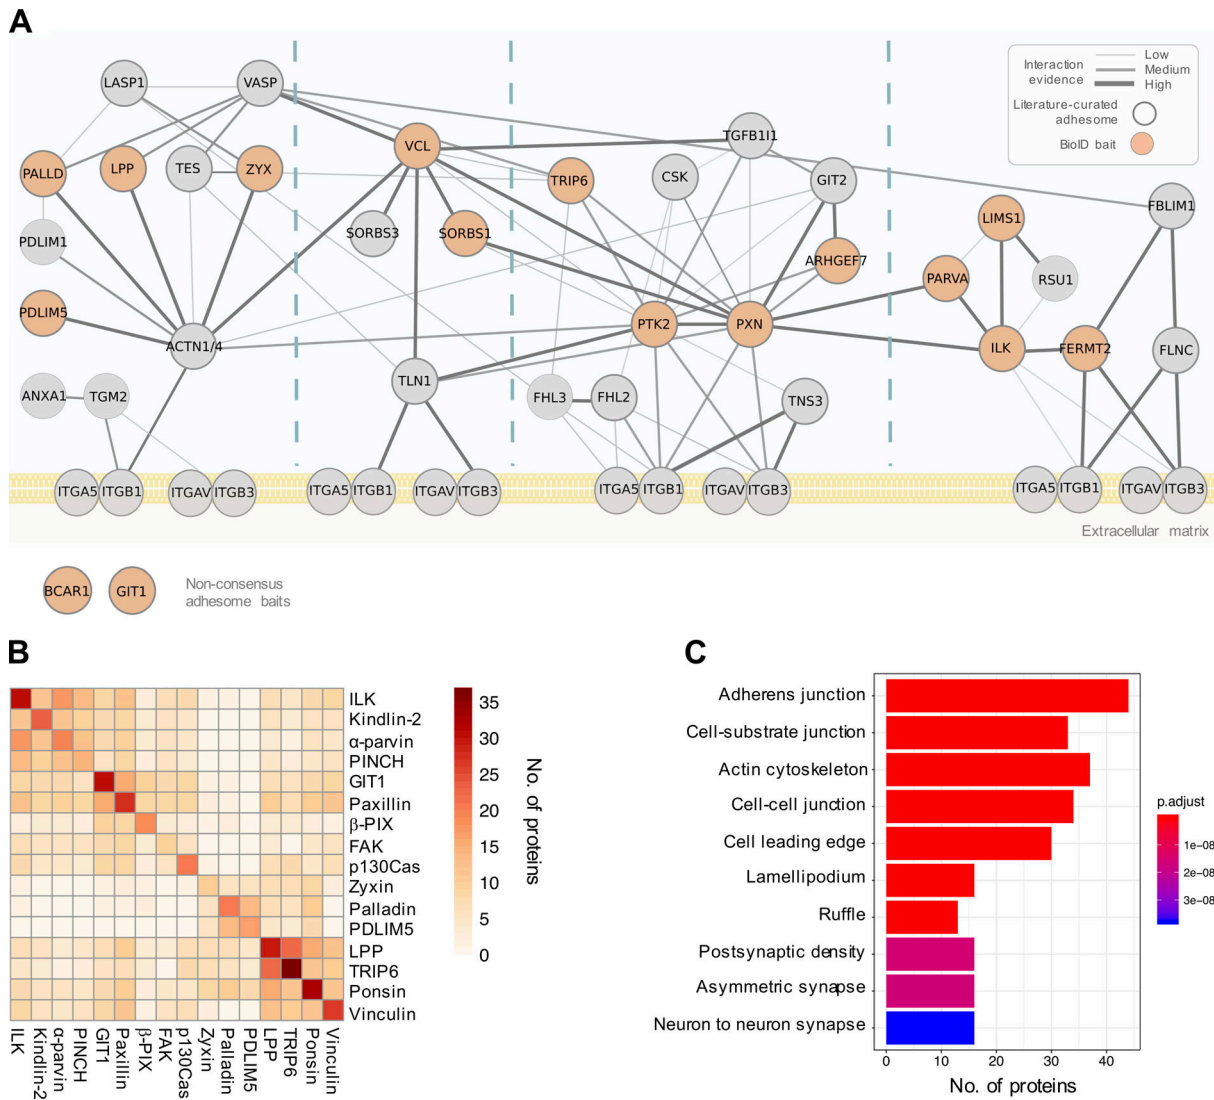 A
LASP1
VASP
Interaction
evidence
Low
Medium
High
Literature-curated
adhesome
BioID bait
VCL
TGFB1I1
PALLD
LPP
TES
ZYX
TRIP6
CSK
GIT2
FBLIM1
LIMS1
PDLIM1
SORBS3
SORBS1
ARHGEF7
PARVA
RSU1
PDLIM5
ACTN1/4
PTK2
PXN
ILK
FERMT2
FLNC
ANXA1
TGM2
TLN1
FHL3
FHL2
TNS3
ITGA5
ITGB1
ITGAV
ITGB3
ITGA5
ITGB1
ITGAV
ITGB3
ITGA5
ITGB1
ITGAV
ITGB3
ITGA5
ITGB1
ITGAV
ITGB3
Extracellular matrix
BCAR1
GIT1
Non-consensus
adhesome baits
B
ILK
Kindlin-2
α-parvin
PINCH
GIT1
Paxillin
β-PIX
FAK
p130Cas
Zyxin
Palladin
PDLIM5
LPP
TRIP6
Ponsin
Vinculin
ILK
Kindlin-2
α-parvin
PINCH
GIT1
Paxillin
β-PIX
FAK
p130Cas
Zyxin
Palladin
PDLIM5
LPP
TRIP6
Ponsin
Vinculin
35
30
25
20
15
10
5
0
No. of proteins
C
Adherens junction
Cell-substrate junction
Actin cytoskeleton
Cell-cell junction
Cell leading edge
Lamellipodium
Ruffle
Postsynaptic density
Asymmetric synapse
Neuron to neuron synapse
0
10
20
30
40
No. of proteins
p.adjust
1e-08
2e-08
3e-08